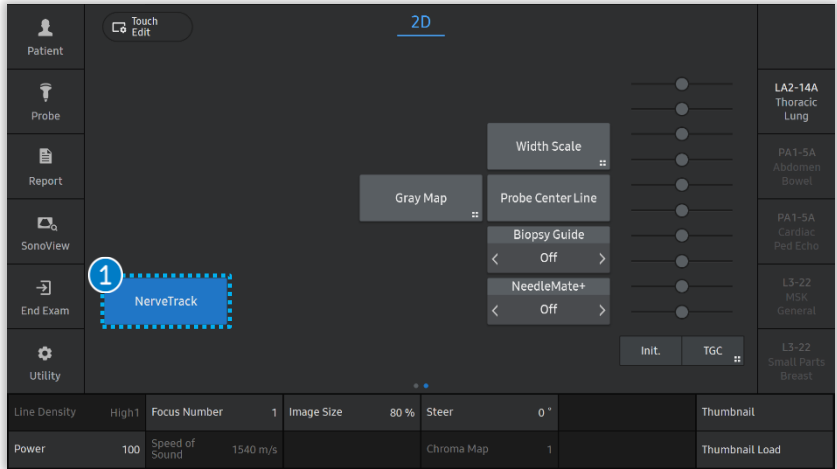 Patient
Probe
Report
SonoView
End Exam
Utility
Touch
Edit
2D
Width Scale
Gray Map
Probe Center Line
Biopsy Guide
Off
NeedleMate+
Off
1
NerveTrack
Init.
TGC
LA2-14A
Thoracic
Lung
PA1-5A
Abdomen
Bowel
PA1-5A
Cardiac
Ped Echo
L3-22
MSK
General
L3-22
Small Parts
Breast
Line Density High1
Focus Number 1
Image Size 80 %
Steer 0 °
Thumbnail
Power 100
Speed of
Sound 1540 m/s
Chroma Map 1
Thumbnail Load